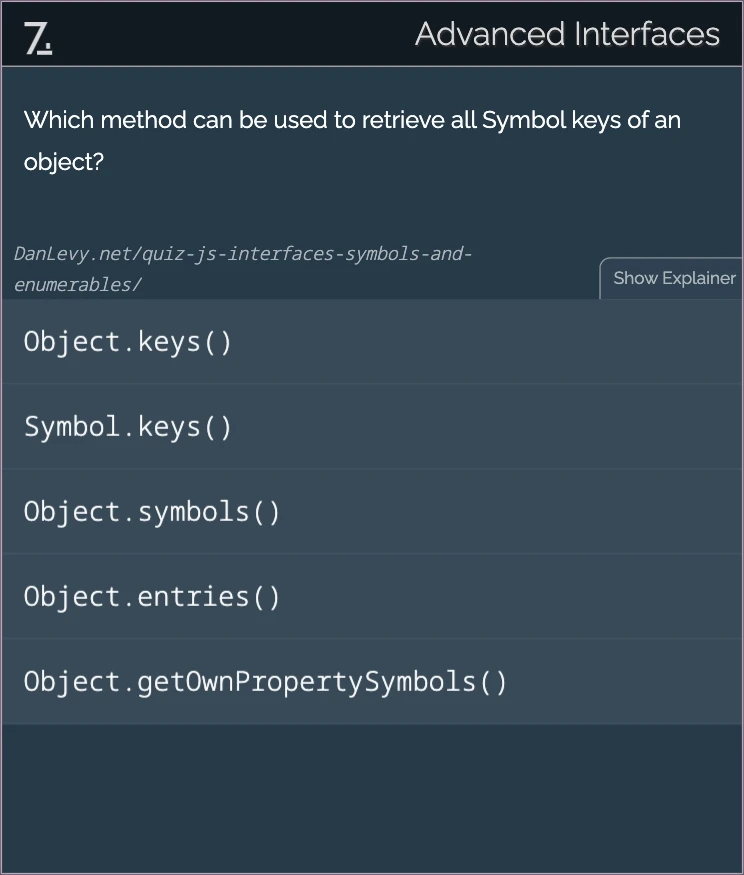 7.
Advanced Interfaces
Which method can be used to retrieve all Symbol keys of an
object?
DanLevy.net/quiz-js-interfaces-symbols-and-
enumerables/
Show Explainer
Object.keys()
Symbol.keys()
Object.symbols()
Object.entries()
Object.getOwnPropertySymbols()